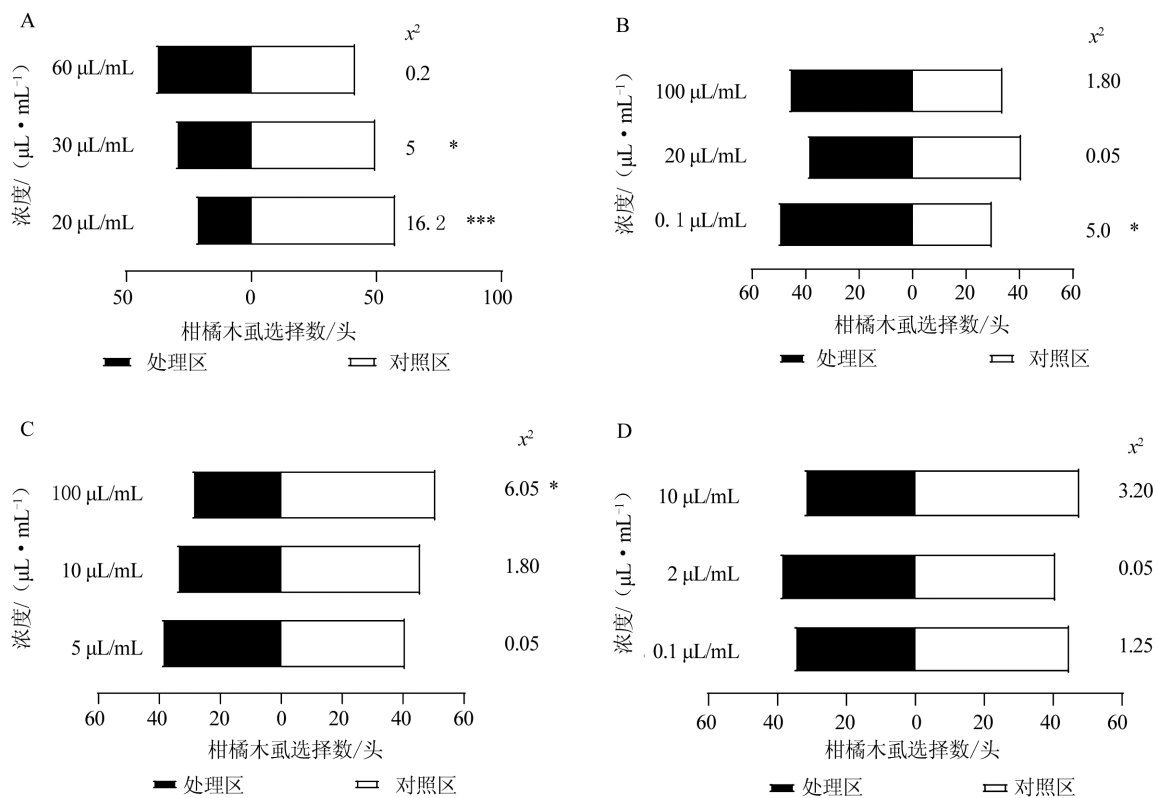 A
x²
60 μL/mL
0.2
30 μL/mL
5 *
20 μL/mL
16.2 ***
浓度/（μL·mL⁻¹）
50 0 50 100
柑橘木虱选择数/头
处理区 对照区
B
x²
100 μL/mL
1.80
20 μL/mL
0.05
0.1 μL/mL
5.0 *
浓度/（μL·mL⁻¹）
60 40 20 0 20 40 60
柑橘木虱选择数/头
处理区 对照区
C
x²
100 μL/mL
6.05 *
10 μL/mL
1.80
5 μL/mL
0.05
浓度/（μL·mL⁻¹）
60 40 20 0 20 40 60
柑橘木虱选择数/头
处理区 对照区
D
x²
10 μL/mL
3.20
2 μL/mL
0.05
0.1 μL/mL
1.25
浓度/（μL·mL⁻¹）
60 40 20 0 20 40 60
柑橘木虱选择数/头
处理区 对照区